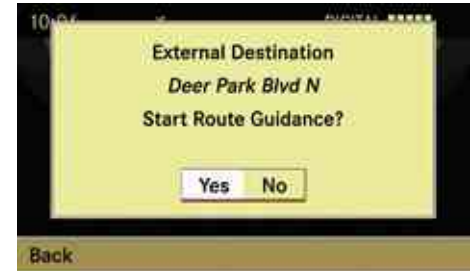 External Destination
Deer Park Blvd N
Start Route Guidance?
Yes No
Back